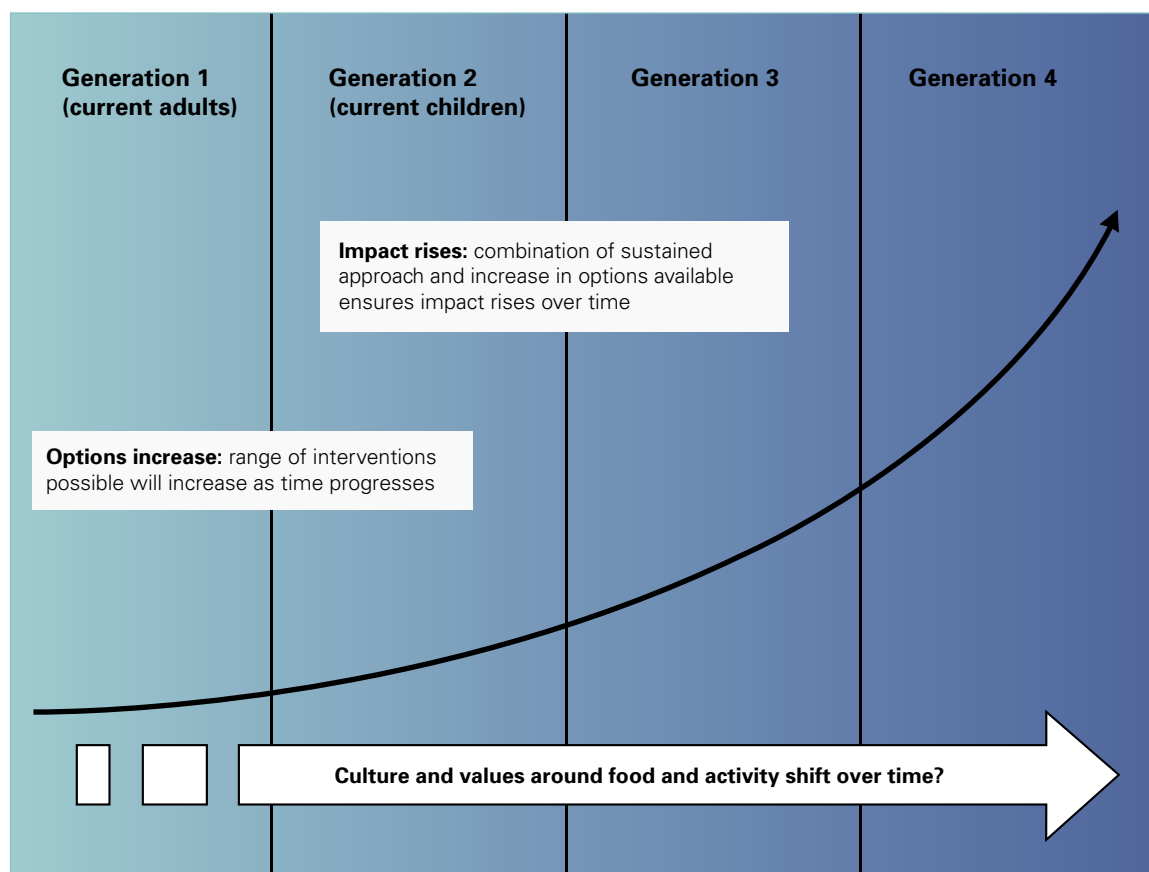 Generation 1
(current adults)
Generation 2
(current children)
Generation 3
Generation 4
Impact rises: combination of sustained
approach and increase in options available
ensures impact rises over time
Options increase: range of interventions
possible will increase as time progresses
Culture and values around food and activity shift over time?